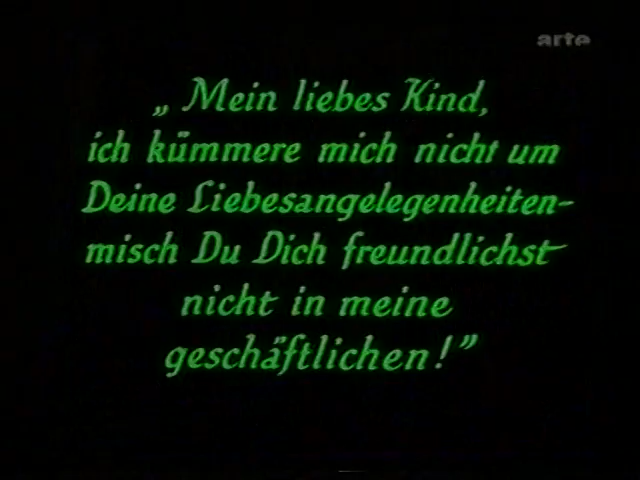 arte
„Mein liebes Kind,
ich kümmere mich nicht um
Deine Liebesangelegenheiten-
misch Du Dich freundlichst
nicht in meine
geschäftlichen!”